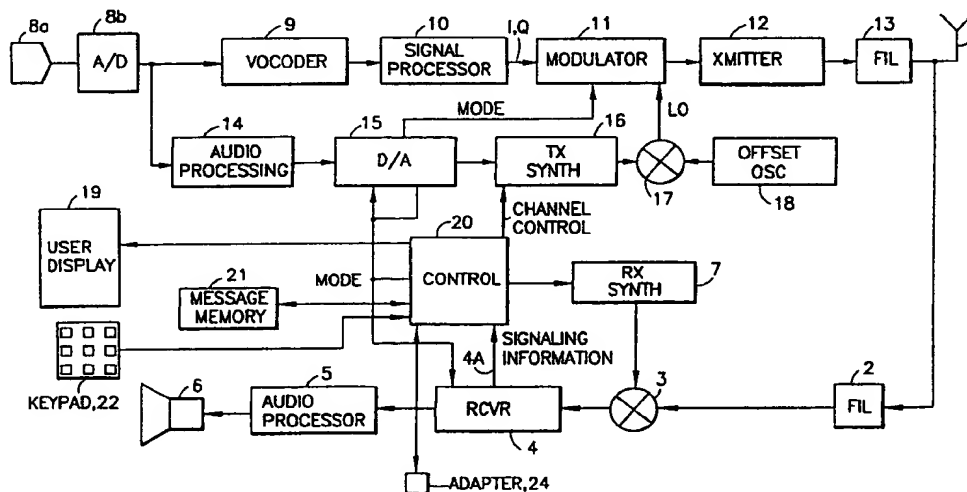 8a
8b
A/D
9
VOCODER
10
SIGNAL
PROCESSOR
I,Q
11
MODULATOR
12
XMITTER
13
FIL
14
AUDIO
PROCESSING
MODE
15
D/A
16
TX
SYNTH
LO
17
OFFSET
OSC
18
19
USER
DISPLAY
20
CONTROL
CHANNEL
CONTROL
MODE
21
MESSAGE
MEMORY
RX
SYNTH
7
SIGNALING
INFORMATION
4A
KEYPAD,22
6
5
AUDIO
PROCESSOR
RCVR
4
3
2
FIL
ADAPTER,24